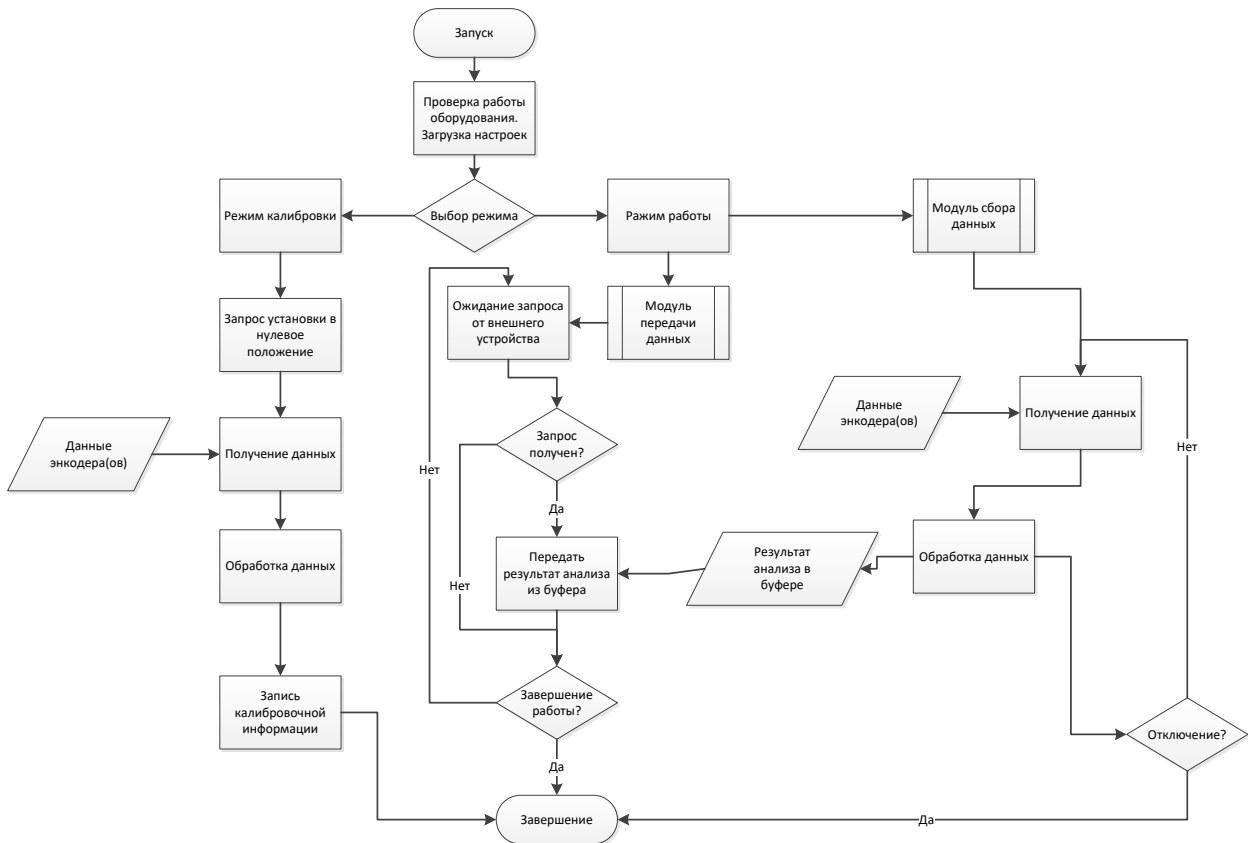 Запуск
Проверка работы
оборудования.
Загрузка настроек
Режим калибровки
Выбор режима
Ражим работы
Модуль сбора
данных
Запрос установки в
нулевое
положение
Ожидание запроса
от внешнего
устройства
Модуль
передачи
данных
Данные
энкодера(ов)
Получение данных
Данные
энкодера(ов)
Получение данных
Запрос
получен?
Нет
Нет
Да
Обработка данных
Передать
результат анализа
из буфера
Результат
анализа в
буфере
Обработка данных
Нет
Запись
калибровочной
информации
Завершение
работы?
Отключение?
Да
Завершение
Да